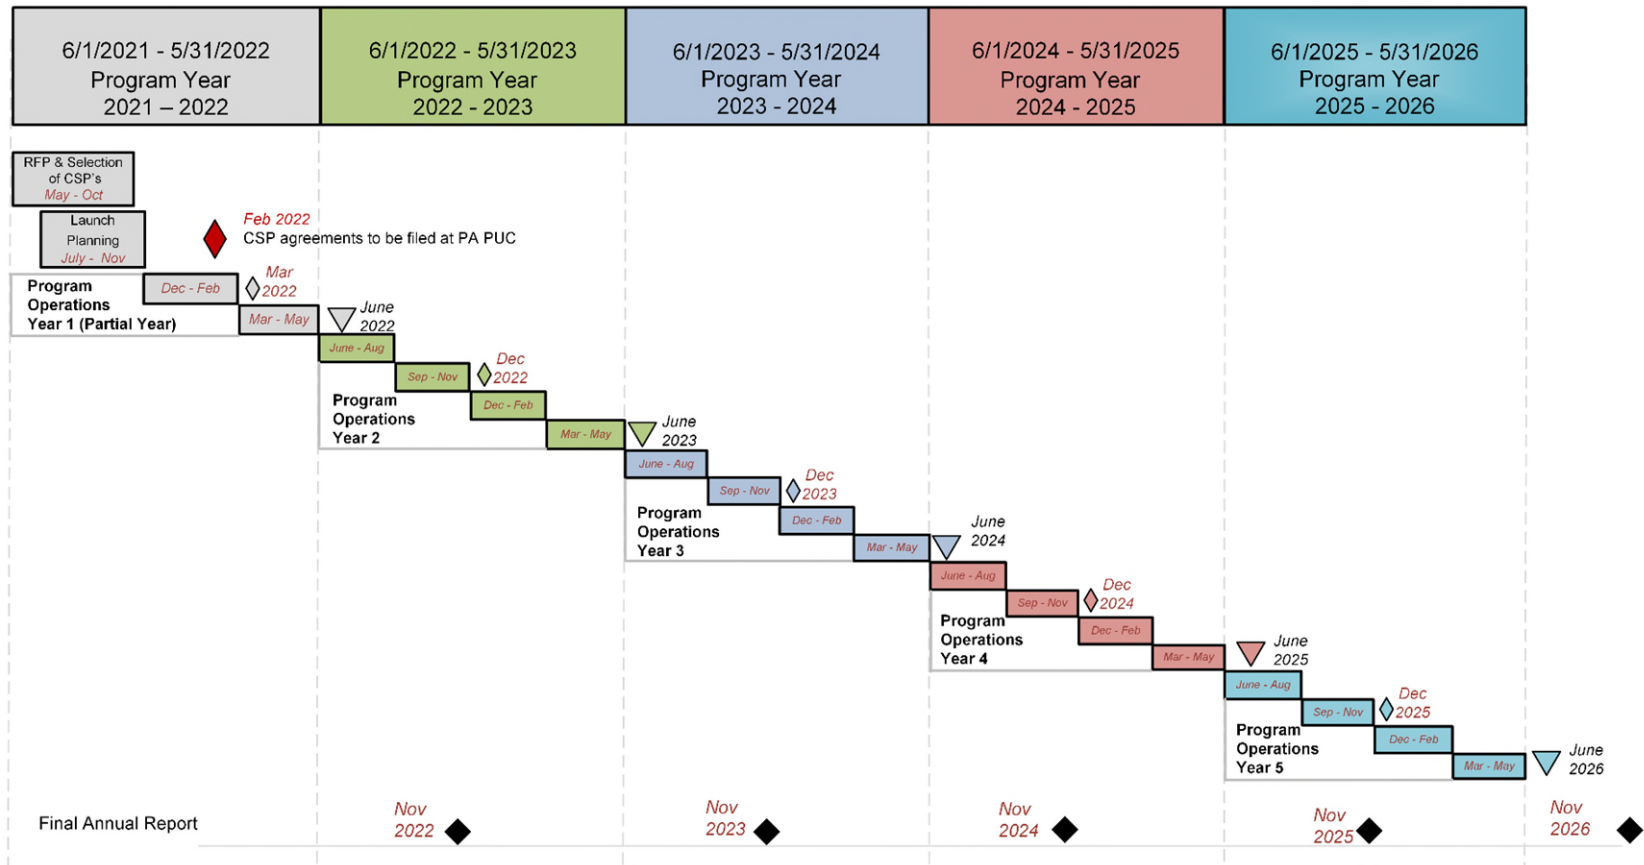 6/1/2021 - 5/31/2022
Program Year
2021 – 2022
6/1/2022 - 5/31/2023
Program Year
2022 - 2023
6/1/2023 - 5/31/2024
Program Year
2023 - 2024
6/1/2024 - 5/31/2025
Program Year
2024 - 2025
6/1/2025 - 5/31/2026
Program Year
2025 - 2026
RFP & Selection
of CSP's
May - Oct
Launch
Planning
July - Nov
Feb 2022
CSP agreements to be filed at PA PUC
Program
Operations
Year 1 (Partial Year)
Dec - Feb
Mar
2022
Mar - May
June
2022
June - Aug
Sep - Nov
Dec
2022
Program
Operations
Year 2
Dec - Feb
Mar - May
June
2023
June - Aug
Sep - Nov
Dec
2023
Program
Operations
Year 3
Dec - Feb
Mar - May
June
2024
June - Aug
Sep - Nov
Dec
2024
Program
Operations
Year 4
Dec - Feb
Mar - May
June
2025
June - Aug
Sep - Nov
Dec
2025
Program
Operations
Year 5
Dec - Feb
Mar - May
June
2026
Final Annual Report
Nov
2022
Nov
2023
Nov
2024
Nov
2025
Nov
2026